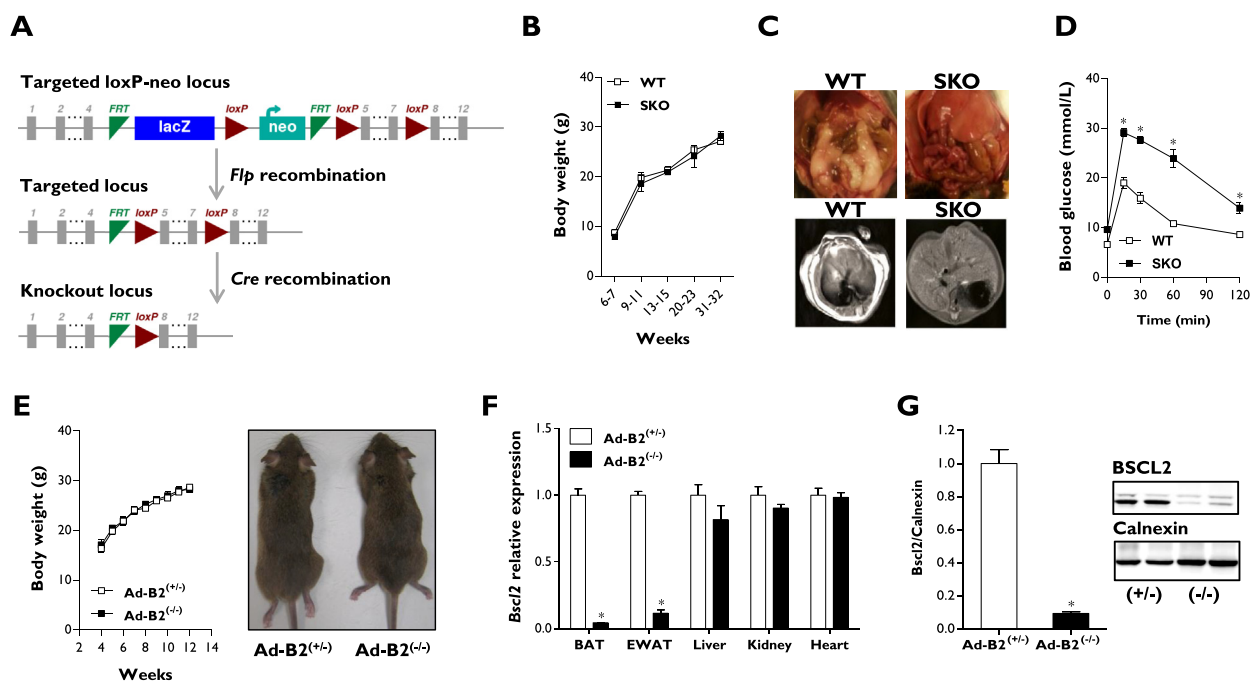 A
Targeted loxP-neo locus
1 2 4 FRT loxP FRT loxP 5 7 loxP 8 12
lacZ neo
Flp recombination
Targeted locus
1 2 4 FRT loxP 5 7 loxP 8 12
Cre recombination
Knockout locus
1 2 4 FRT loxP 8 12
B
Body weight (g)
40
30
20
10
0
WT
SKO
6-7 9-11 13-15 20-23 31-32
Weeks
C
WT SKO
WT SKO
D
Blood glucose (mmol/L)
40
30
20
10
0
* * * *
WT
SKO
0 30 60 90 120
Time (min)
E
Body weight (g)
40
30
20
10
0
Ad-B2(+/-)
Ad-B2(-/-)
2 4 6 8 10 12 14
Weeks
Ad-B2(+/-) Ad-B2(-/-)
F
Bscl2 relative expression
1.5
1.0
0.5
0.0
Ad-B2(+/-)
Ad-B2(-/-)
* *
BAT EWAT Liver Kidney Heart
G
Bscl2/Calnexin
1.2
1.0
0.8
0.6
0.4
0.2
0.0
*
Ad-B2(+/-) Ad-B2(-/-)
BSCL2
Calnexin
(+/-) (-/-)